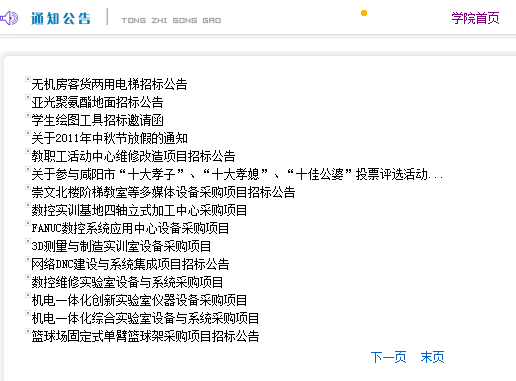 通知公告 TONG ZHI GONG GAO 学院首页
无机房客货两用电梯招标公告
亚光聚氨酯地面招标公告
学生绘图工具招标邀请函
关于2011年中秋节放假的通知
教职工活动中心维修改造项目招标公告
关于参与咸阳市“十大孝子”、“十大孝媳”、“十佳公婆”投票评选活动...
崇文北楼阶梯教室等多媒体设备采购项目招标公告
数控实训基地四轴立式加工中心采购项目
FANUC数控系统应用中心设备采购项目
3D测量与制造实训室设备采购项目
网络DNC建设与系统集成项目招标公告
数控维修实验室设备与系统采购项目
机电一体化创新实验室仪器设备采购项目
机电一体化综合实验室设备与系统采购项目
篮球场固定式单臂篮球架采购项目招标公告
下一页 末页